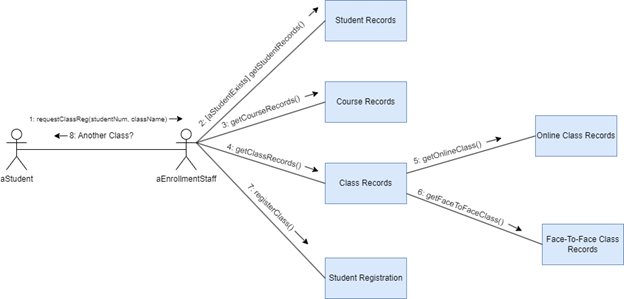 Student Records
2: [aStudentExists] getStudentRecords()
1: requestClassReg(studentNum, className)
3: getCourseRecords()
Course Records
8: Another Class?
4: getClassRecords()
5: getOnlineClass()
Online Class Records
aStudent
aEnrollmentStaff
Class Records
6: getFaceToFaceClass()
7: registerClass()
Face-To-Face Class
Records
Student Registration